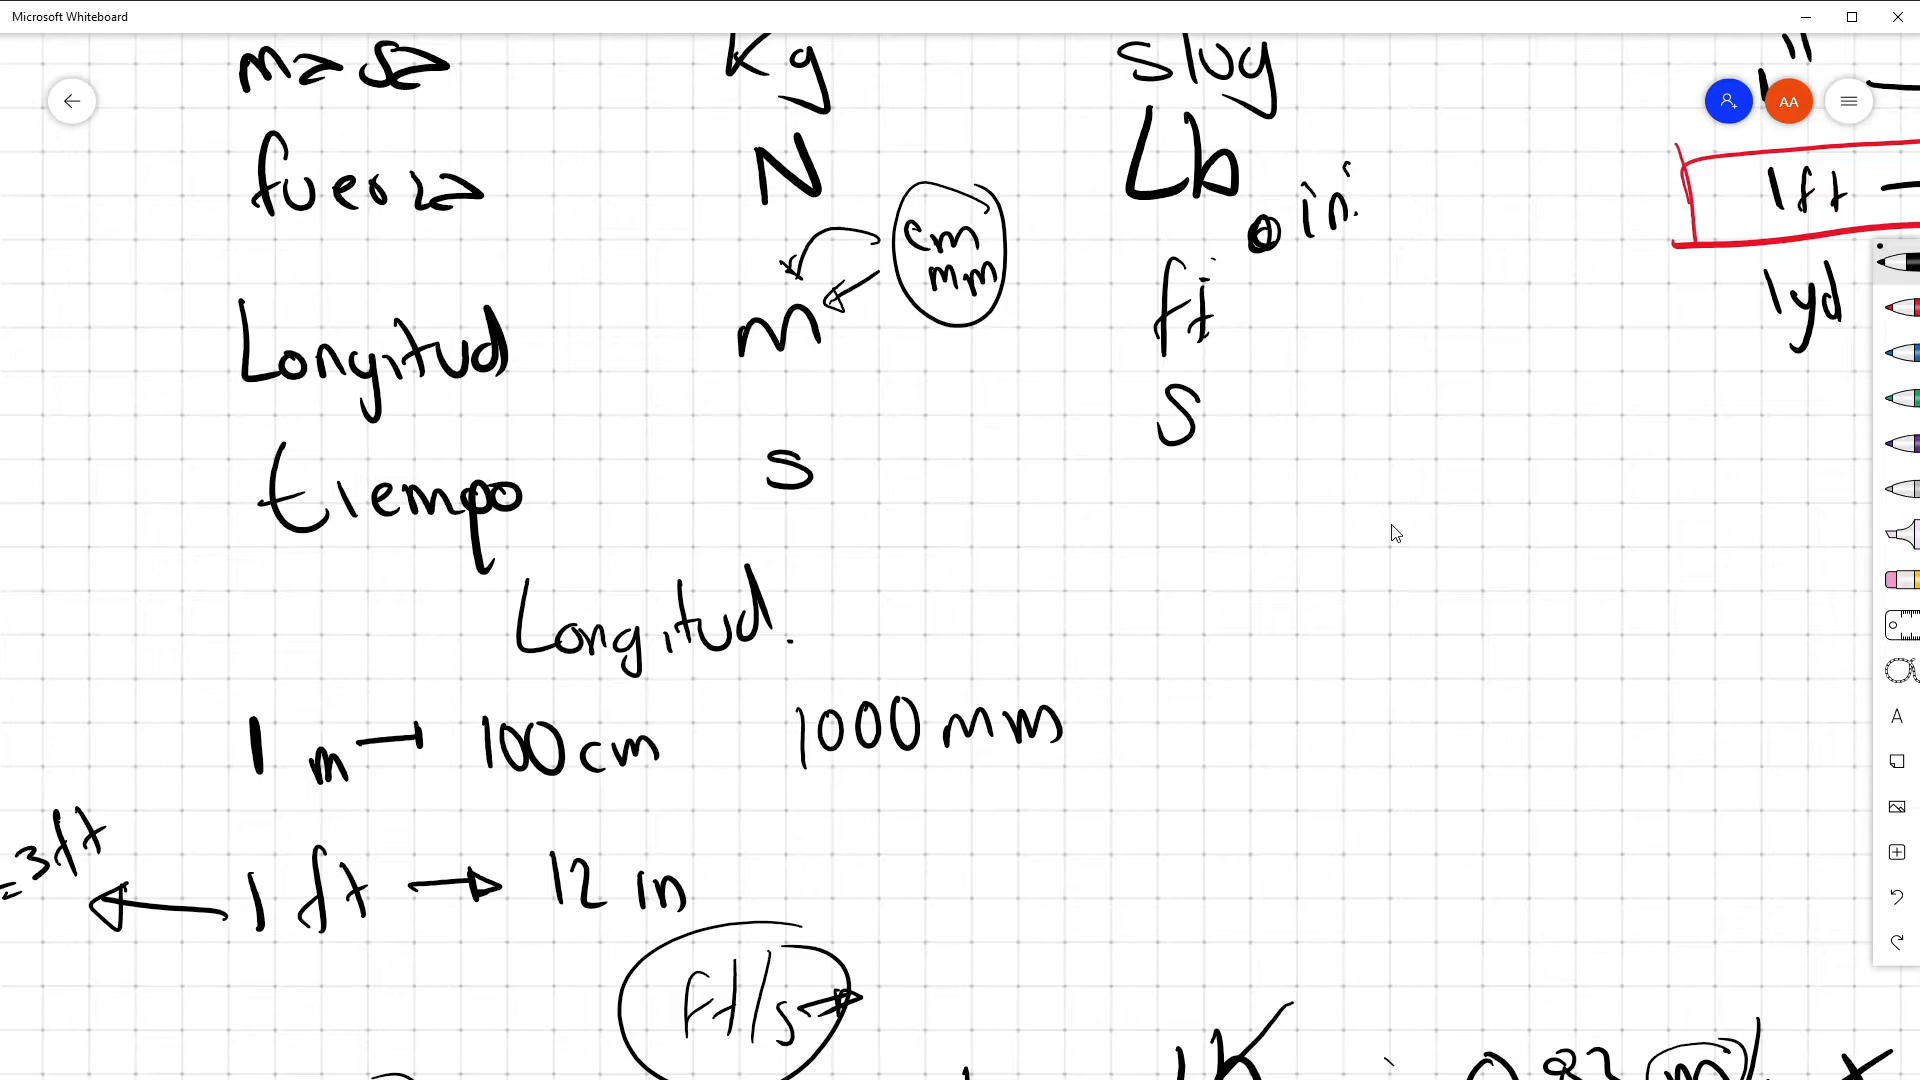 Microsoft Whiteboard
masa Kg slug
AA
fuerza N Lb in.
1ft
cm
mm
Longitud m ft
1yd
tiempo s S
Longitud.
1 m 100 cm 1000 mm
= 3ft
1 ft → 12 in
ft/s
A